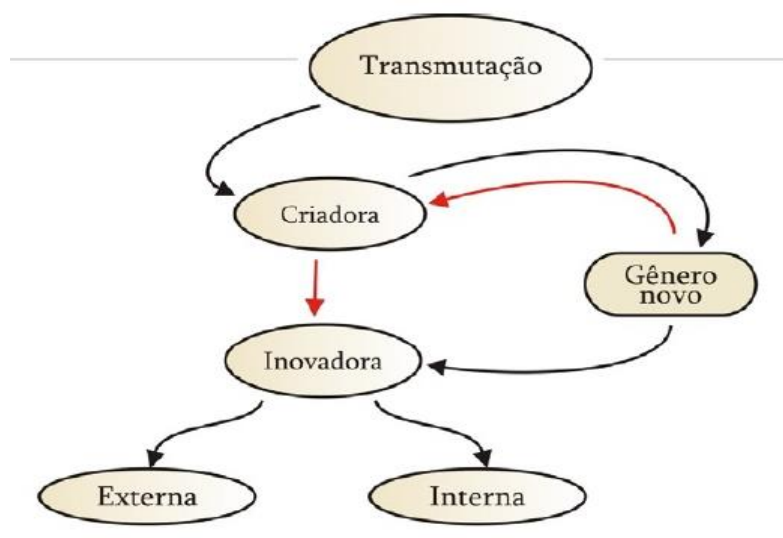 Transmutação
Criadora
Gênero
novo
Inovadora
Externa
Interna